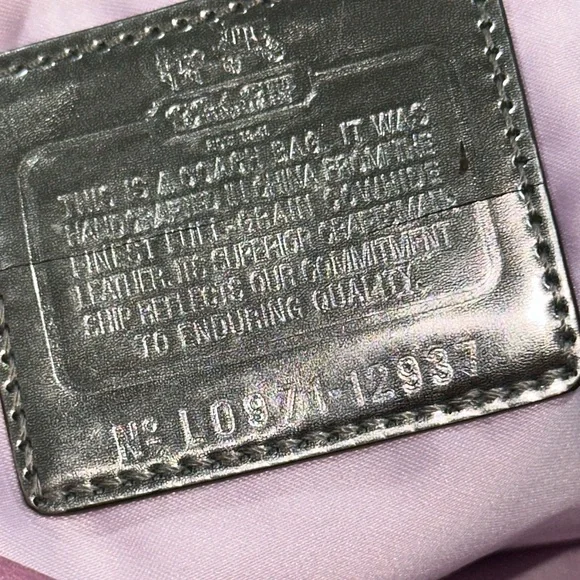 THIS IS A COACH BAG. IT WAS
HANDCRAFTED IN CHINA FROM THE
FINEST FULL-GRAIN COWHIDE
LEATHER. ITS SUPERIOR CRAFTSMAN-
SHIP REFLECTS OUR COMMITMENT
TO ENDURING QUALITY.
Nº L0971-12937